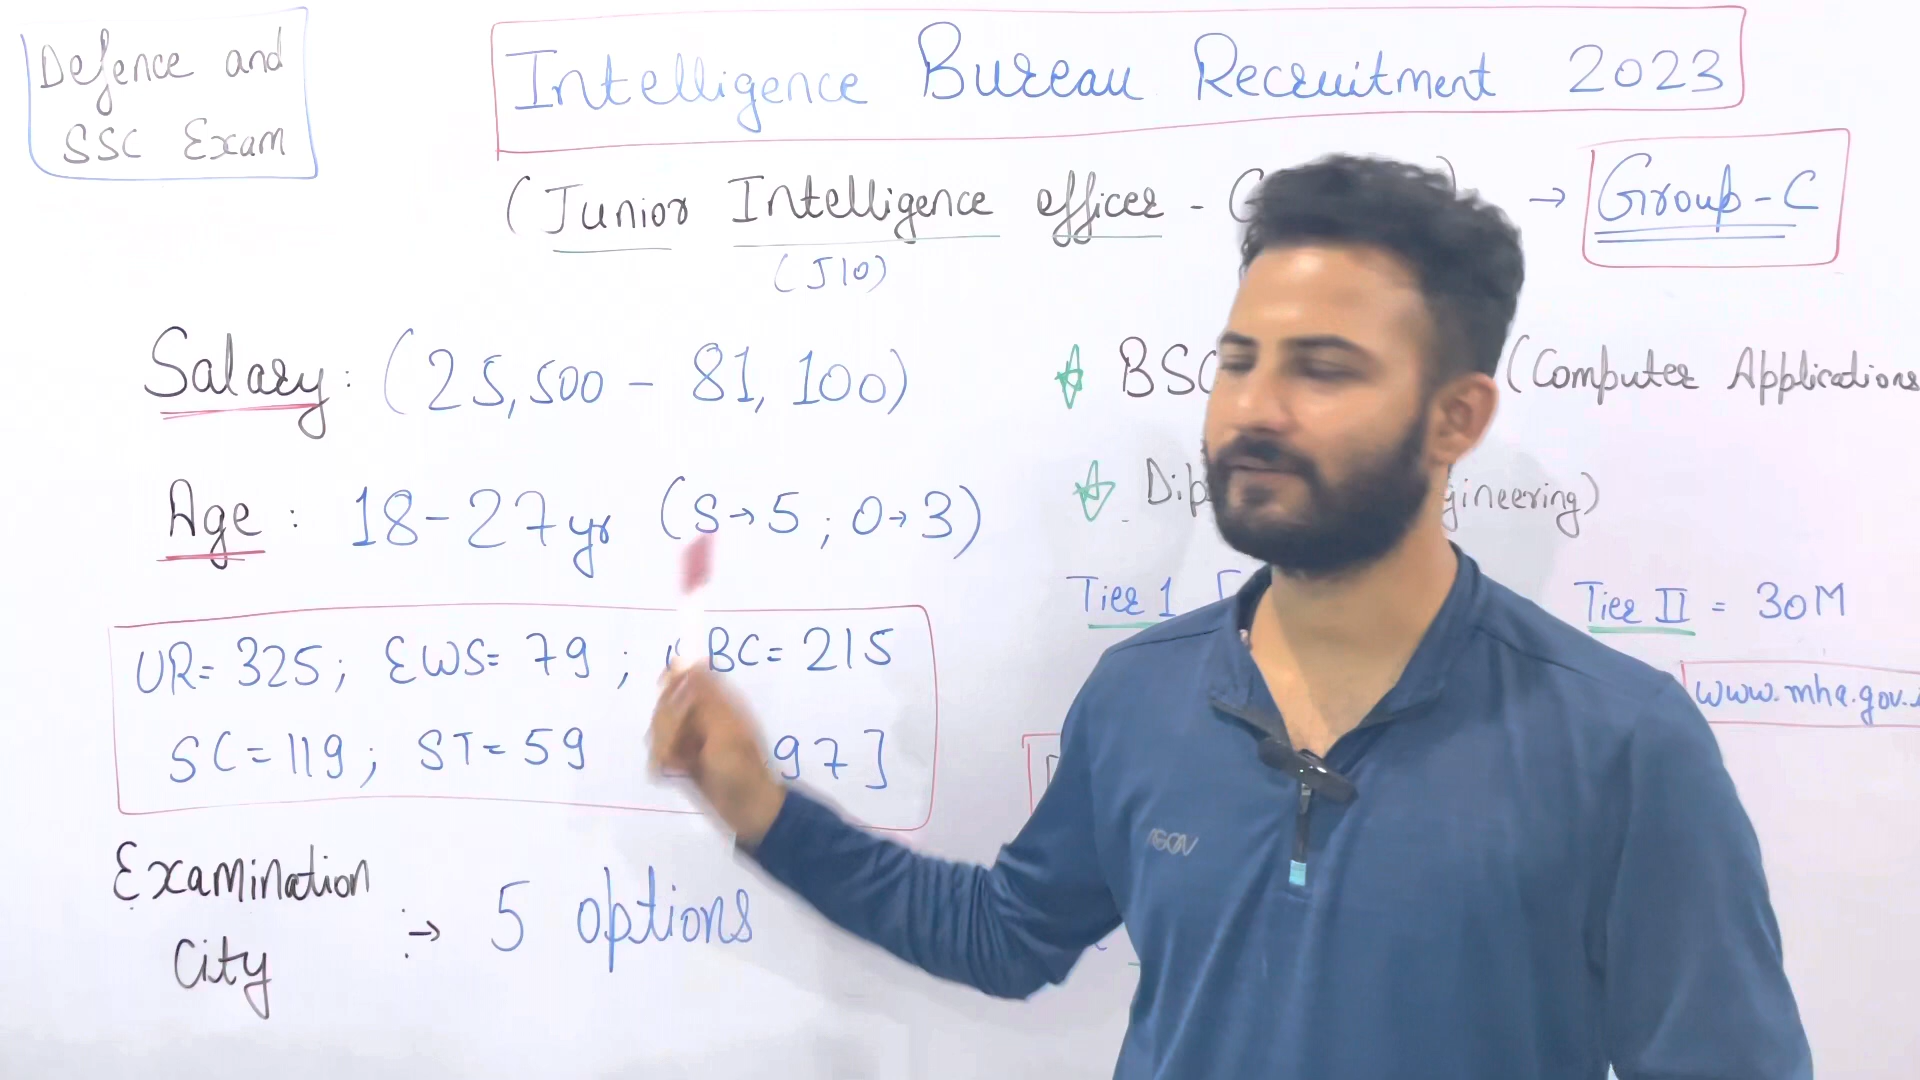 Defence and
SSC Exam
Intelligence Bureau Recruitment 2023
(Junior Intelligence officer -
(JIO)
→ Group-C
Salary: (25,500 - 81,100)
Age: 18-27yr (S→5 ; O→3)
UR= 325; EWS= 79 ; BC= 215
SC=119; ST=59 97]
Examination
City :→ 5 options
BSC (Computer Applications
Dip gineering)
Tier 1 [
Tier II = 30M
www.mha.gov.i